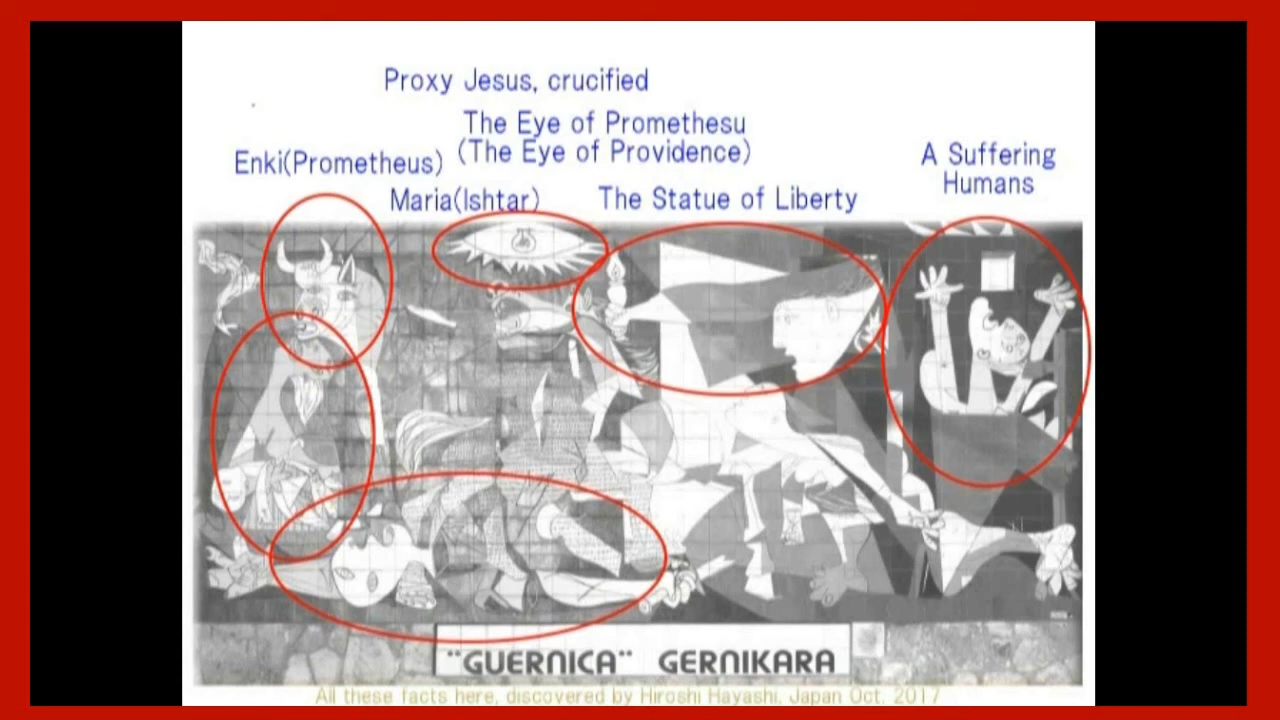 Proxy Jesus, crucified
The Eye of Promethesu
(The Eye of Providence)
Enki(Prometheus)
A Suffering
Humans
Maria(Ishtar)
The Statue of Liberty
"GUERNICA" GERNIKARA
All these facts here, discovered by Hiroshi Hayashi, Japan Oct. 2017